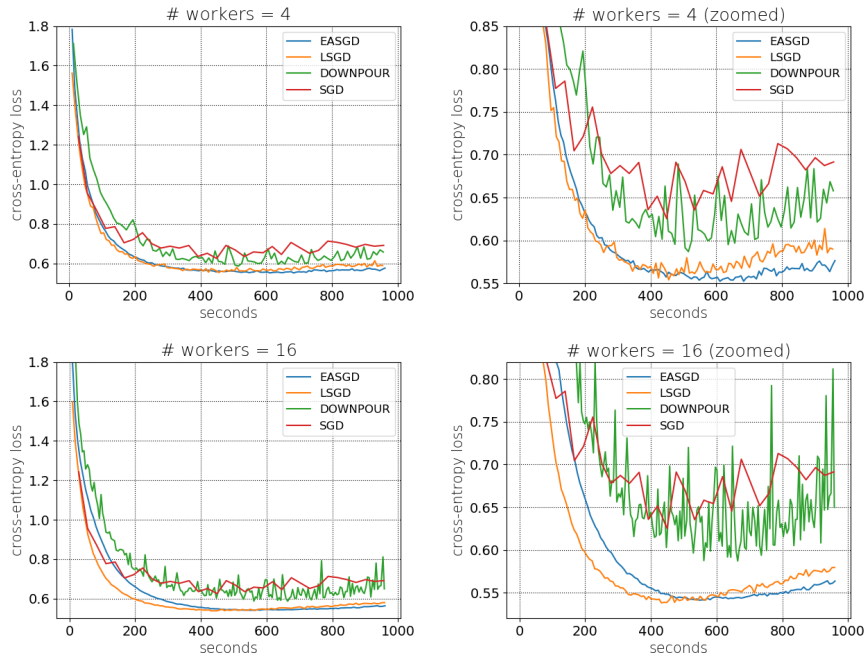 # workers = 4
cross-entropy loss
1.8
1.6
1.4
1.2
1.0
0.8
0.6
EASGD
LSGD
DOWNPOUR
SGD
0 200 400 600 800 1000
seconds
# workers = 4 (zoomed)
cross-entropy loss
0.85
0.80
0.75
0.70
0.65
0.60
0.55
EASGD
LSGD
DOWNPOUR
SGD
0 200 400 600 800 1000
seconds
# workers = 16
cross-entropy loss
1.8
1.6
1.4
1.2
1.0
0.8
0.6
EASGD
LSGD
DOWNPOUR
SGD
0 200 400 600 800 1000
seconds
# workers = 16 (zoomed)
cross-entropy loss
0.80
0.75
0.70
0.65
0.60
0.55
EASGD
LSGD
DOWNPOUR
SGD
0 200 400 600 800 1000
seconds